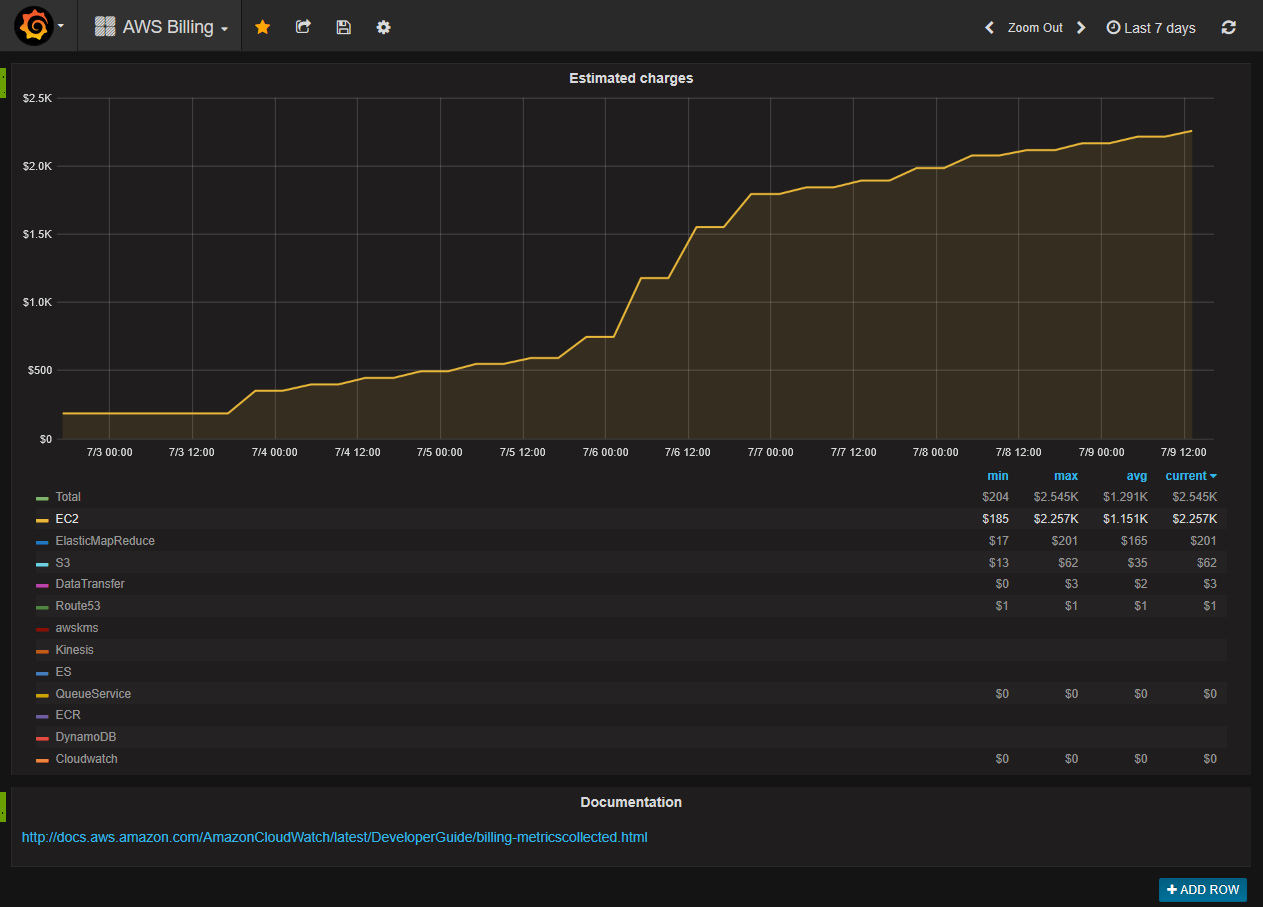 AWS Billing
Zoom Out
Last 7 days
Estimated charges
$2.5K
$2.0K
$1.5K
$1.0K
$500
$0
7/3 00:00 7/3 12:00 7/4 00:00 7/4 12:00 7/5 00:00 7/5 12:00 7/6 00:00 7/6 12:00 7/7 00:00 7/7 12:00 7/8 00:00 7/8 12:00 7/9 00:00 7/9 12:00
min max avg current
Total $204 $2.545K $1.291K $2.545K
EC2 $185 $2.257K $1.151K $2.257K
ElasticMapReduce $17 $201 $165 $201
S3 $13 $62 $35 $62
DataTransfer $0 $3 $2 $3
Route53 $1 $1 $1 $1
awskms
Kinesis
ES
QueueService $0 $0 $0 $0
ECR
DynamoDB
Cloudwatch $0 $0 $0 $0
Documentation
http://docs.aws.amazon.com/AmazonCloudWatch/latest/DeveloperGuide/billing-metricscollected.html
ADD ROW